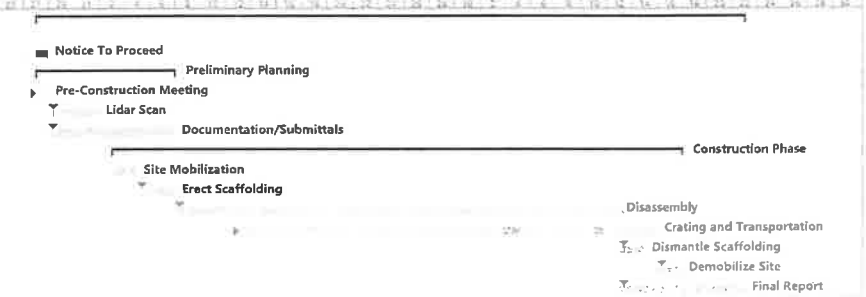 Notice To Proceed
Preliminary Planning
Pre-Construction Meeting
Lidar Scan
Documentation/Submittals
Construction Phase
Site Mobilization
Erect Scaffolding
Disassembly
Crating and Transportation
Dismantle Scaffolding
Demobilize Site
Final Report